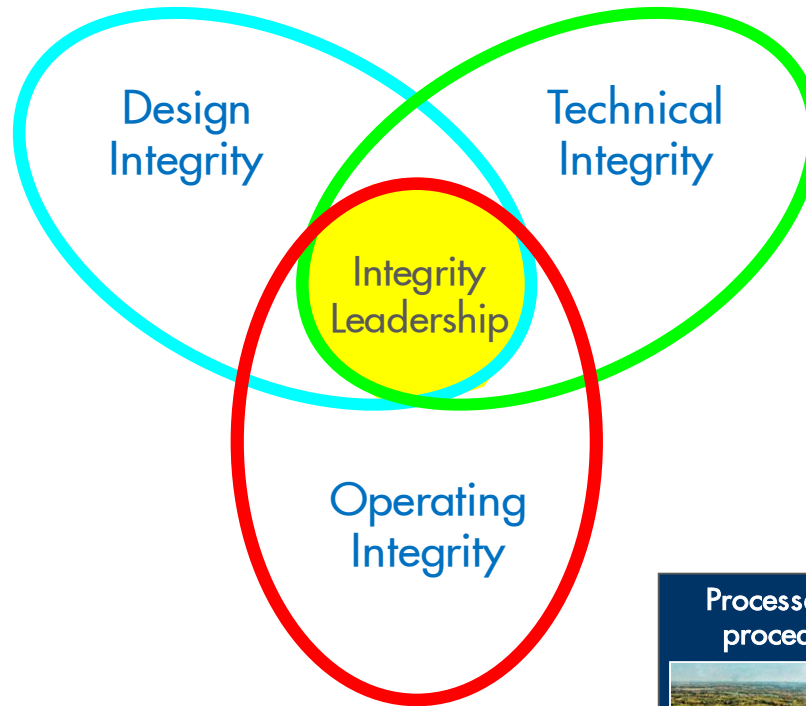 Design
Integrity
Technical
Integrity
Integrity
Leadership
Operating
Integrity